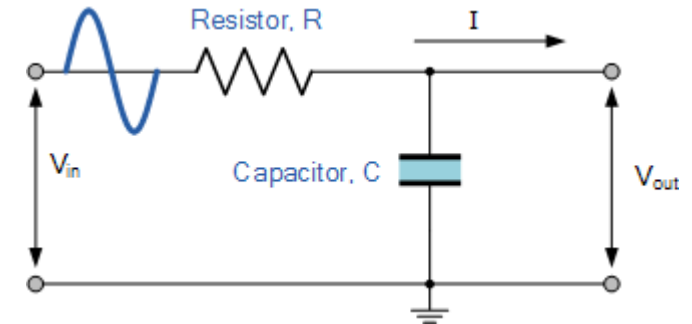 Resistor, R
I
Vin
Capacitor, C
Vout